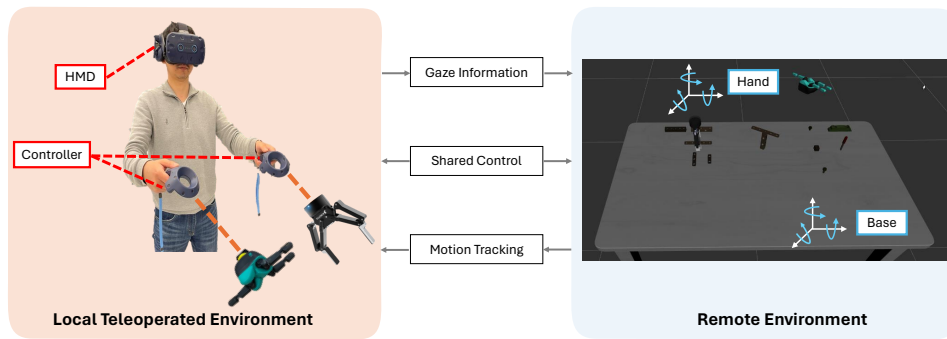 HMD
Controller
Local Teleoperated Environment
Gaze Information
Shared Control
Motion Tracking
Hand
Base
Remote Environment